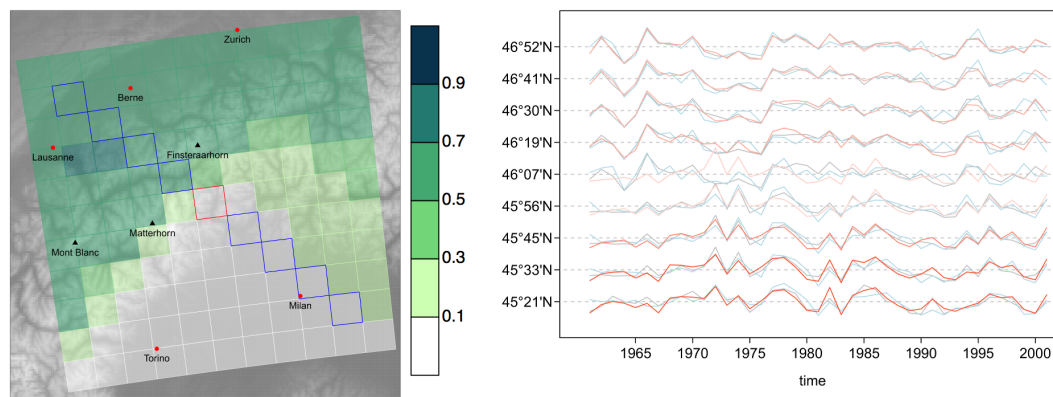 Zurich
Berne
Lausanne
Finsteraarhorn
Matterhorn
Mont Blanc
Milan
Torino
0.9
0.7
0.5
0.3
0.1
46°52'N
46°41'N
46°30'N
46°19'N
46°07'N
45°56'N
45°45'N
45°33'N
45°21'N
1965 1970 1975 1980 1985 1990 1995 2000
time